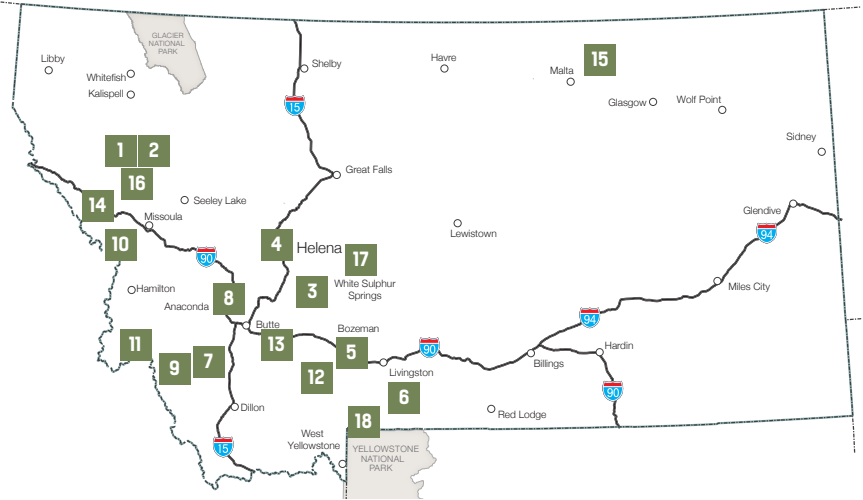 GLACIER
NATIONAL
PARK
Libby
Whitefish
Kalispell
Shelby
Havre
15
Malta
Glasgow
Wolf Point
Sidney
15
1
2
16
Seeley Lake
Great Falls
14
Missoula
Lewistown
Glendive
94
10
4
Helena
90
17
White Sulphur
Springs
3
Hamilton
8
Anaconda
Miles City
94
Butte
Bozeman
13
5
90
Hardin
Billings
11
9
7
12
Livingston
6
90
Dillon
Red Lodge
18
15
West
Yellowstone
YELLOWSTONE
NATIONAL
PARK